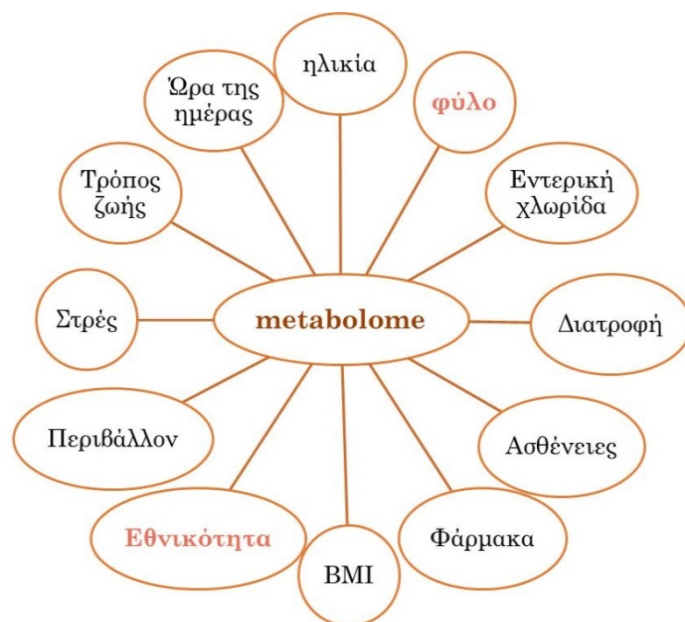 ηλικία
Ώρα της
ημέρας
φύλο
Τρόπος
ζωής
Εντερική
χλωρίδα
Στρές
metabolome
Διατροφή
Περιβάλλον
Ασθένειες
Εθνικότητα
Φάρμακα
BMI